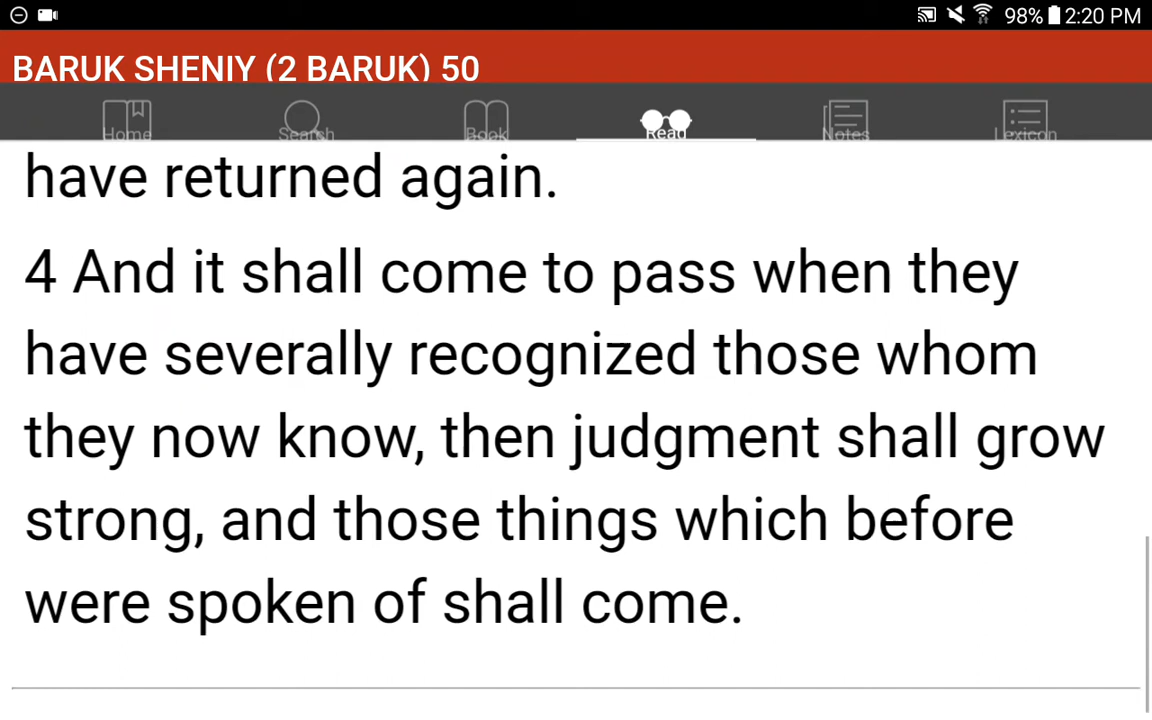 98% 2:20 PM
BARUK SHENIY (2 BARUK) 50
Home Search Book Read Notes Lexicon
have returned again.
4 And it shall come to pass when they
have severally recognized those whom
they now know, then judgment shall grow
strong, and those things which before
were spoken of shall come.